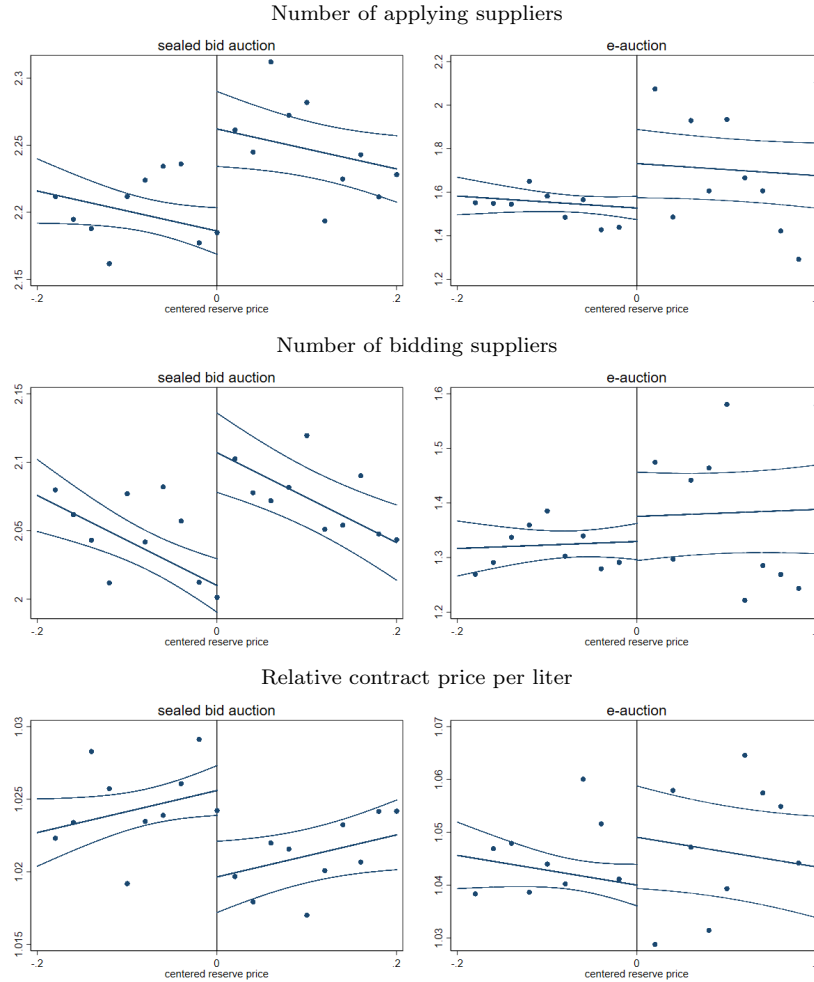 Number of applying suppliers
sealed bid auction
2.3
2.25
2.2
2.15
-.2 0 .2
centered reserve price
e-auction
2.2
2
1.8
1.6
1.4
1.2
-.2 0 .
centered reserve price
Number of bidding suppliers
sealed bid auction
2.15
2.1
2.05
2
-.2 0 .2
centered reserve price
e-auction
1.6
1.5
1.4
1.3
1.2
-.2 0 .
centered reserve price
Relative contract price per liter
sealed bid auction
1.03
1.025
1.02
1.015
-.2 0 .2
centered reserve price
e-auction
1.07
1.06
1.05
1.04
1.03
-.2 0 .
centered reserve price